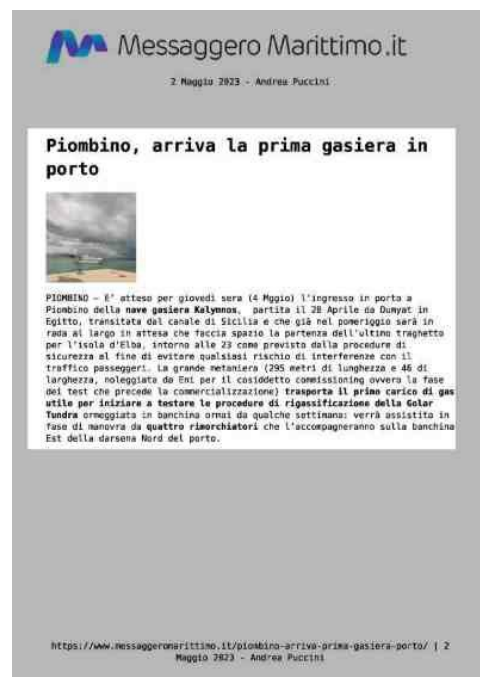 Messaggero Marittimo.it
2 Maggio 2023 - Andrea Puccini
Piombino, arriva la prima gasiera in
porto
PIOMBINO – E' atteso per giovedì sera (4 Mggio) l'ingresso in porto a
Piombino della nave gasiera Kalymnos, partita il 28 Aprile da Dumyat in
Egitto, transitata dal canale di Sicilia e che già nel pomeriggio sarà in
rada al largo in attesa che faccia spazio la partenza dell'ultimo traghetto
per l'isola d'Elba, intorno alle 23 come previsto dalla procedure di
sicurezza al fine di evitare qualsiasi rischio di interferenze con il
traffico passeggeri. La grande metaniera (295 metri di lunghezza e 46 di
larghezza, noleggiata da Eni per il cosiddetto commissioning ovvero la fase
dei test che precede la commercializzazione) trasporta il primo carico di gas
utile per iniziare a testare le procedure di rigassificazione della Golar
Tundra ormeggiata in banchina ormai da qualche settimana: verrà assistita in
fase di manovra da quattro rimorchiatori che l'accompagneranno sulla banchina
Est della darsena Nord del porto.
https://www.messaggeromarittimo.it/piombino-arriva-prima-gasiera-porto/ | 2
Maggio 2023 - Andrea Puccini